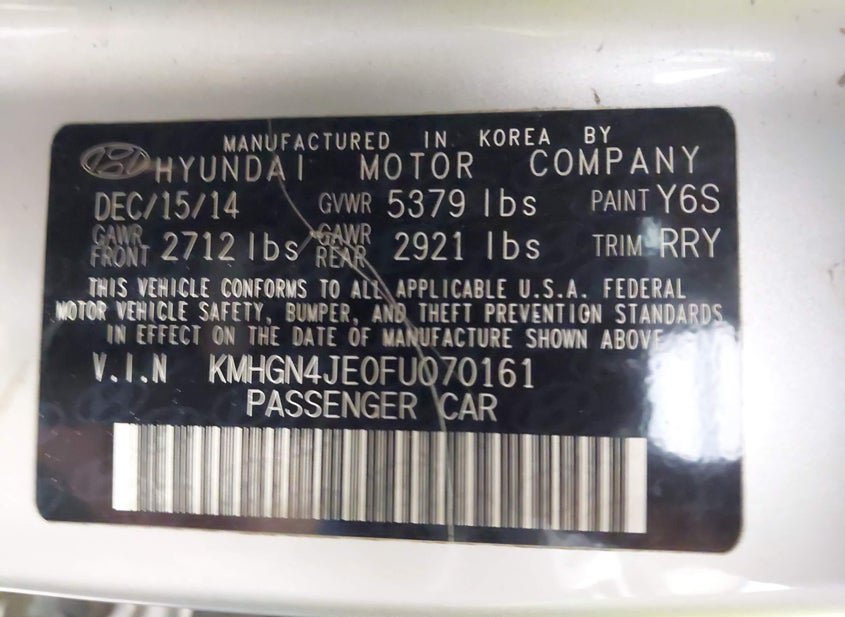 MANUFACTURED IN KOREA BY
HYUNDAI MOTOR COMPANY
DEC/15/14 GVWR 5379 lbs PAINT Y6S
GAWR FRONT 2712 lbs GAWR REAR 2921 lbs TRIM RRY
THIS VEHICLE CONFORMS TO ALL APPLICABLE U.S.A. FEDERAL
MOTOR VEHICLE SAFETY, BUMPER, AND THEFT PREVENTION STANDARDS
IN EFFECT ON THE DATE OF MANUFACTURE SHOWN ABOVE
V.I.N KMHGN4JE0FU070161
PASSENGER CAR